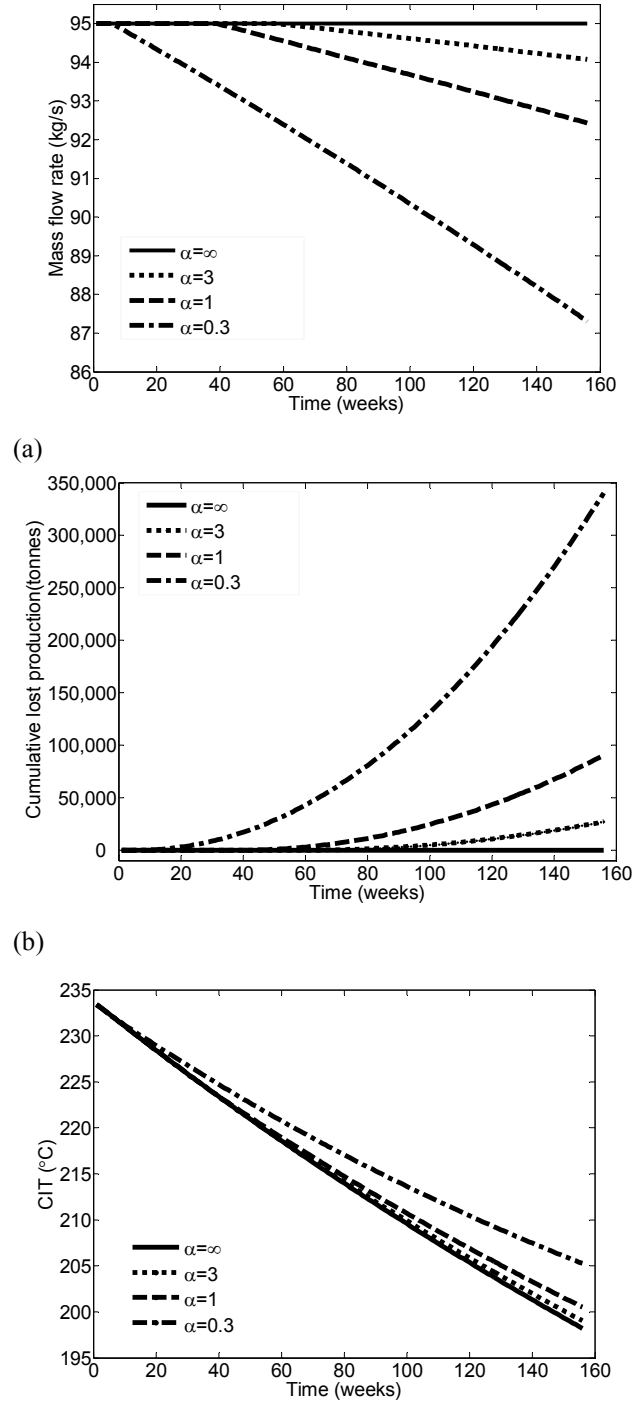 95
94
93
92
91
90
89
88
87
86
Mass flow rate (kg/s)
α=∞
α=3
α=1
α=0.3
0 20 40 60 80 100 120 140 160
Time (weeks)
(a)
350,000
300,000
250,000
200,000
150,000
100,000
50,000
0
Cumulative lost production(tonnes)
α=∞
α=3
α=1
α=0.3
0 20 40 60 80 100 120 140 160
Time (weeks)
(b)
235
230
225
220
215
210
205
200
195
CIT (°C)
α=∞
α=3
α=1
α=0.3
0 20 40 60 80 100 120 140 160
Time (weeks)